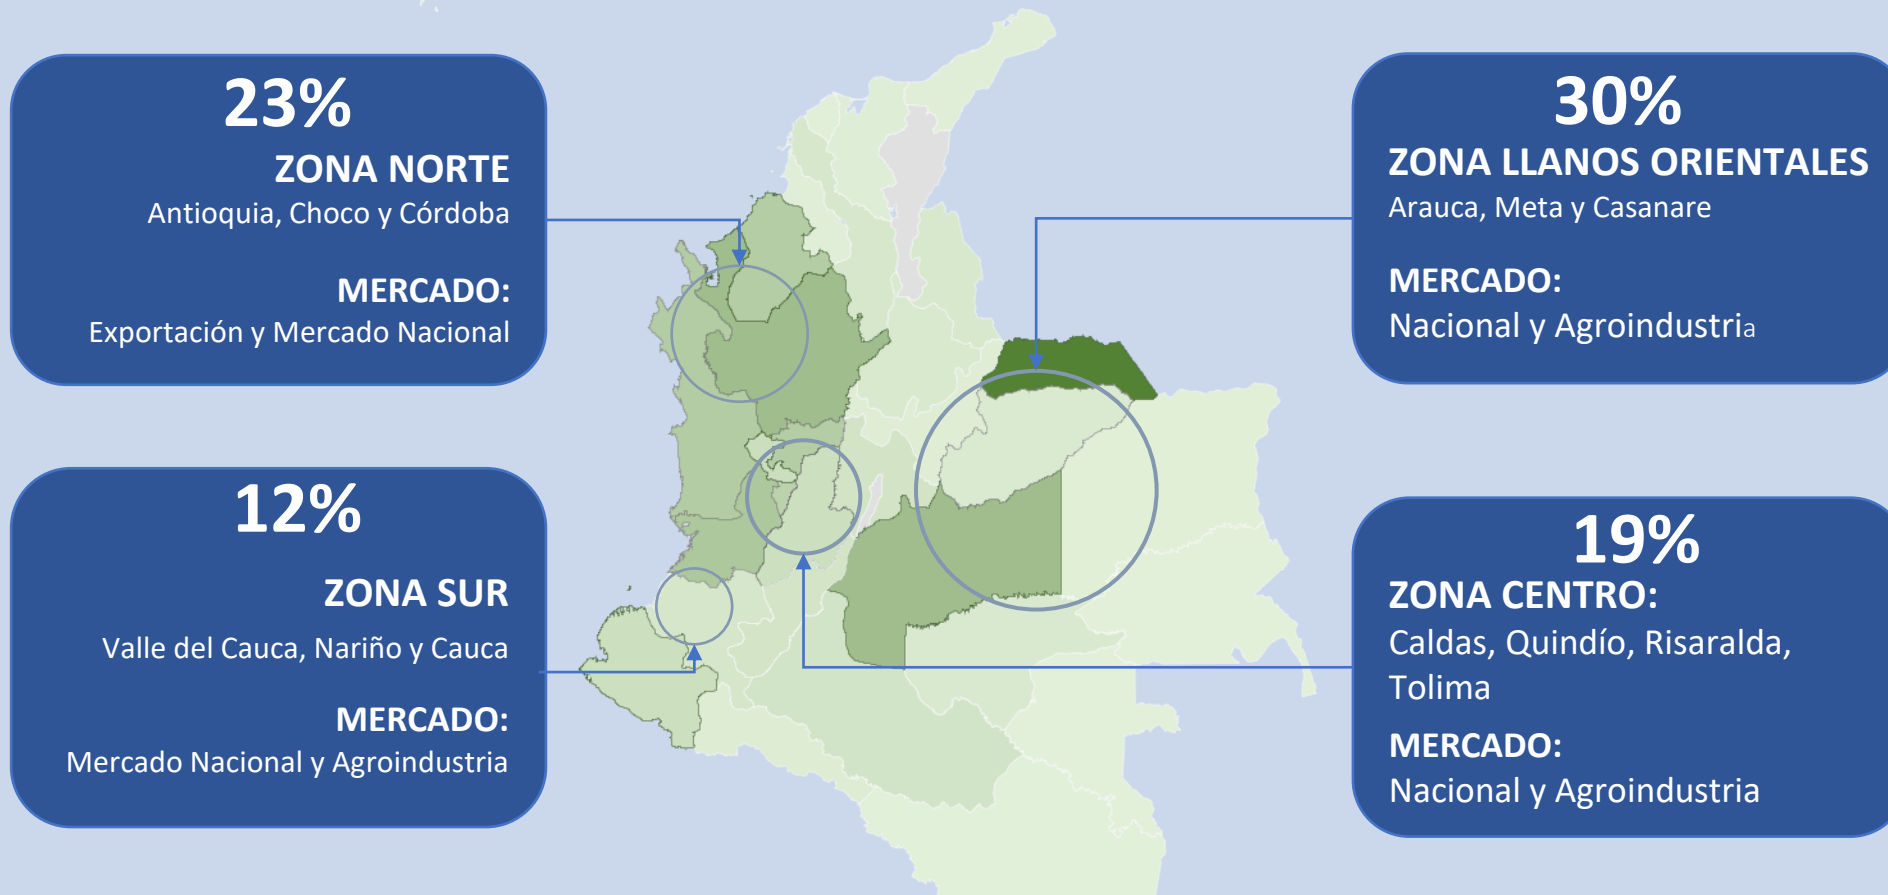 23%
ZONA NORTE
Antioquia, Choco y Córdoba
MERCADO:
Exportación y Mercado Nacional
30%
ZONA LLANOS ORIENTALES
Arauca, Meta y Casanare
MERCADO:
Nacional y Agroindustria
12%
ZONA SUR
Valle del Cauca, Nariño y Cauca
MERCADO:
Mercado Nacional y Agroindustria
19%
ZONA CENTRO:
Caldas, Quindío, Risaralda,
Tolima
MERCADO:
Nacional y Agroindustria